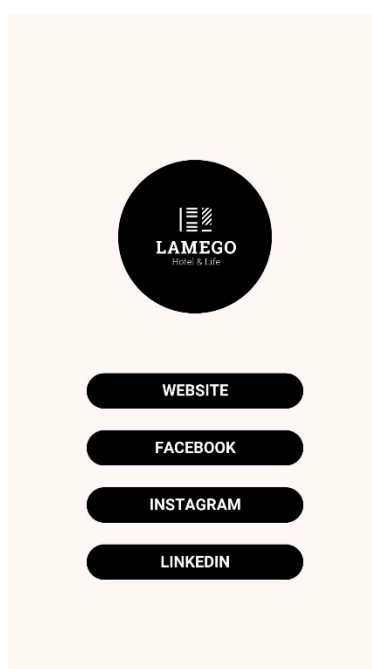 LAMEGO
Hotel & Life
WEBSITE
FACEBOOK
INSTAGRAM
LINKEDIN